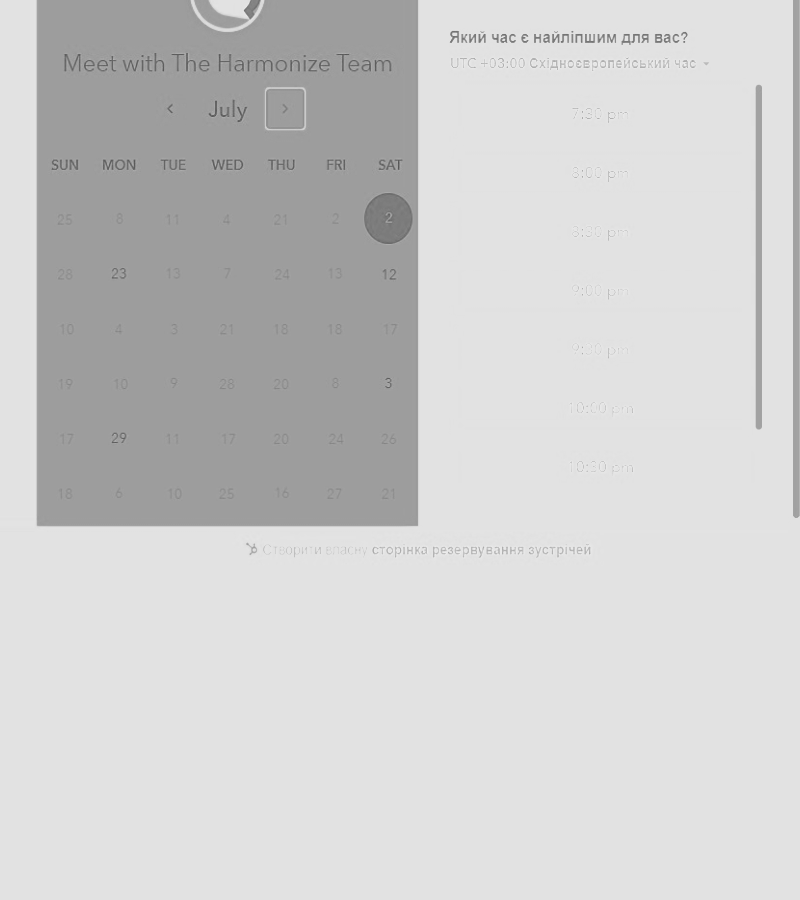 Meet with The Harmonize Team
July
SUN MON TUE WED THU FRI SAT
25 8 11 4 21 2 2
28 23 13 7 24 13 12
10 4 3 21 18 18 17
19 10 9 28 20 8 3
17 29 11 17 20 24 26
18 6 10 25 16 27 21
Який час є найліпшим для вас?
UTC +03:00 Східноєвропейський час
7:30 pm
8:00 pm
8:30 pm
9:00 pm
9:30 pm
10:00 pm
10:30 pm
Створити власну сторінка резервування зустрічей